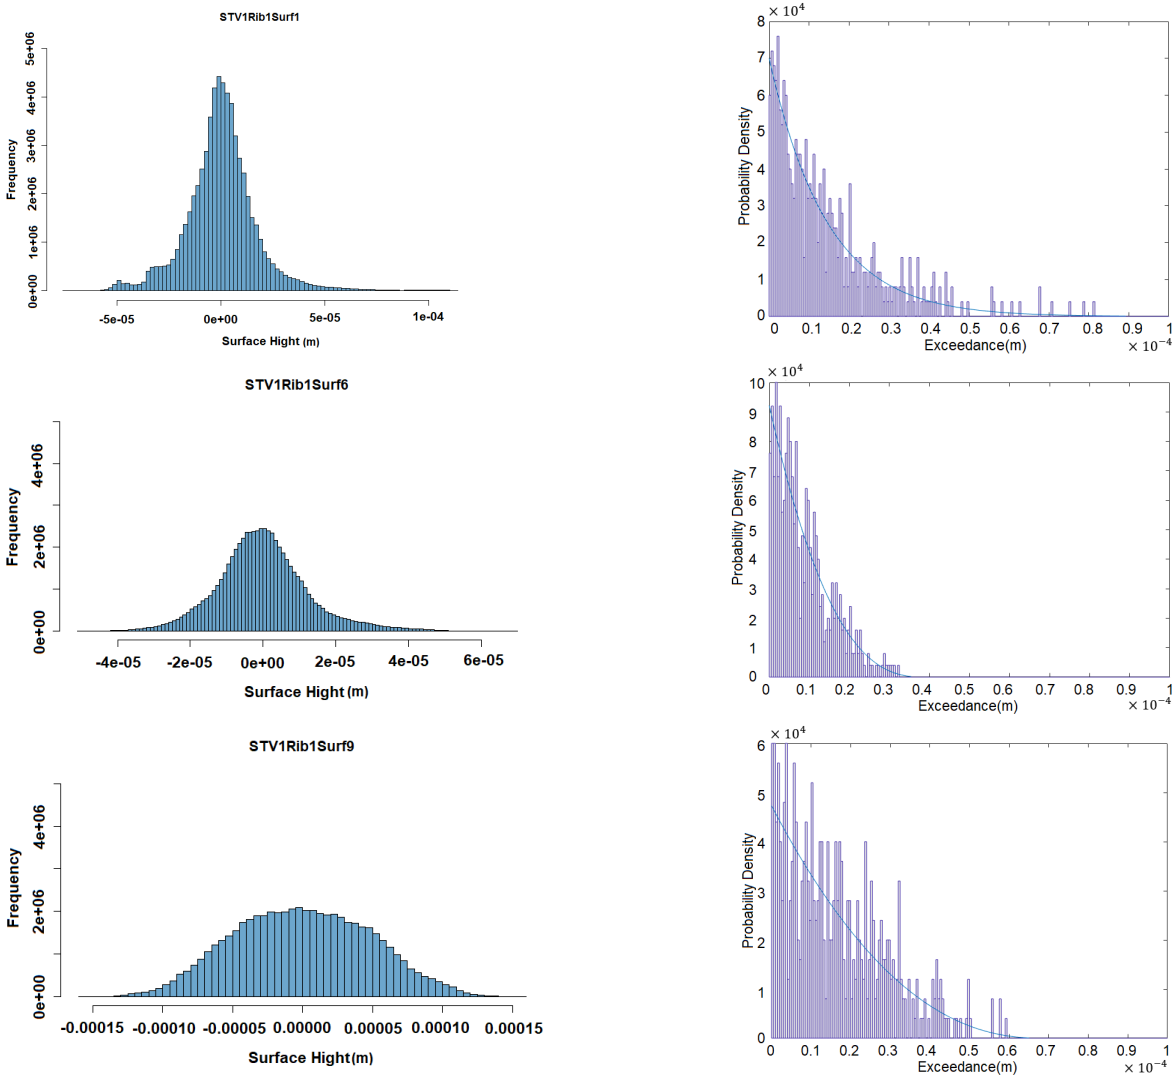 STV1Rib1Surf1
Frequency
0e+00 1e+06 2e+06 3e+06 4e+06 5e+06
-5e-05 0e+00 5e-05 1e-04
Surface Hight (m)
× 10⁴
Probability Density
8
7
6
5
4
3
2
1
0
0 0.1 0.2 0.3 0.4 0.5 0.6 0.7 0.8 0.9 1
Exceedance(m)
× 10⁻⁴
STV1Rib1Surf6
Frequency
0e+00 2e+06 4e+06
-4e-05 -2e-05 0e+00 2e-05 4e-05 6e-05
Surface Hight (m)
× 10⁴
Probability Density
10
9
8
7
6
5
4
3
2
1
0
0 0.1 0.2 0.3 0.4 0.5 0.6 0.7 0.8 0.9 1
Exceedance(m)
× 10⁻⁴
STV1Rib1Surf9
Frequency
0e+00 2e+06 4e+06
-0.00015 -0.00010 -0.00005 0.00000 0.00005 0.00010 0.00015
Surface Hight(m)
× 10⁴
Probability Density
6
5
4
3
2
1
0
0 0.1 0.2 0.3 0.4 0.5 0.6 0.7 0.8 0.9 1
Exceedance(m)
× 10⁻⁴